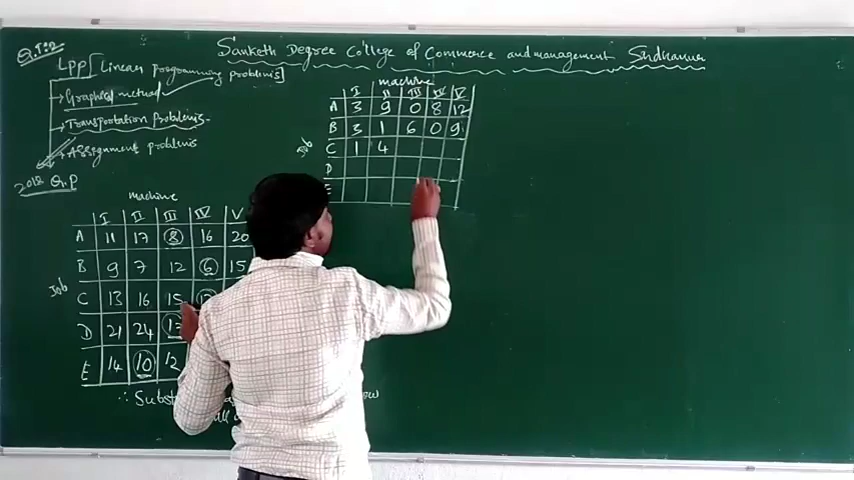 Q.T:2
Sanketh Degree College of Commerce and management
Lpp [Linear programming problems]
Graphical method
Transportation problems
Assignment problems
2018 Q.P
machine
I II III IV V
A 3 9 0 8 12
B 3 1 6 0 9
Job
C 1 4
D
E
machine
I II III IV V
A 11 17 8 16 20
B 9 7 12 6 15
Job
C 13 16 15
D 21 24
E 14 10 12
∴